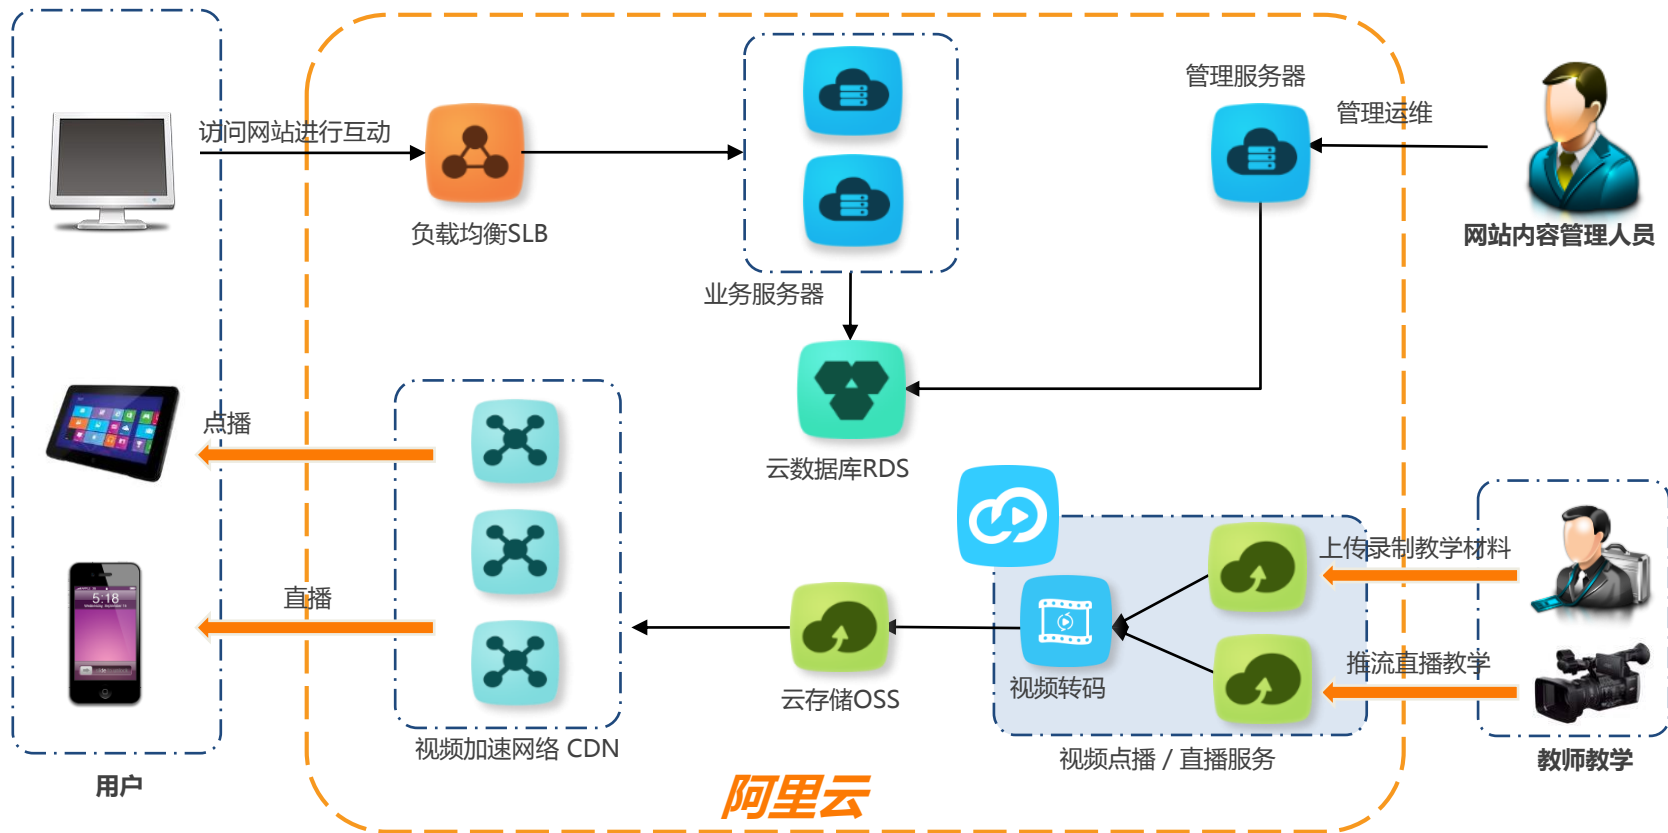 管理服务器
管理运维
访问网站进行互动
负载均衡SLB
网站内容管理人员
业务服务器
点播
云数据库RDS
上传录制教学材料
5:18
直播
推流直播教学
视频转码
云存储OSS
视频加速网络 CDN
视频点播 / 直播服务
教师教学
用户
阿里云